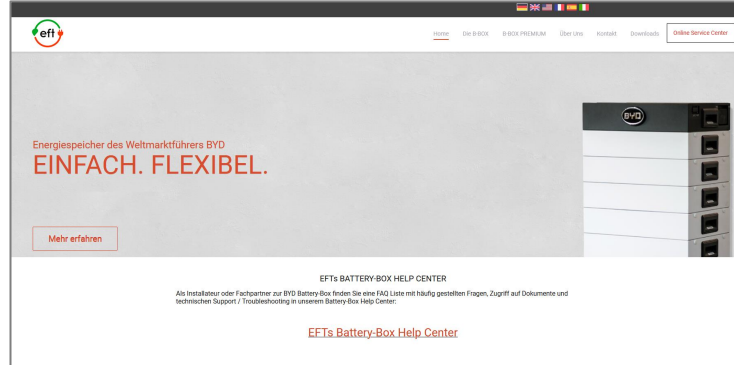 eft
Home Die B-BOX B-BOX PREMIUM Über Uns Kontakt Downloads Online Service Center
BYD
Energiespeicher des Weltmarktführers BYD
EINFACH. FLEXIBEL.
Mehr erfahren
EFTs BATTERY-BOX HELP CENTER
Als Installateur oder Fachpartner zur BYD Battery-Box finden Sie eine FAQ Liste mit häufig gestellten Fragen, Zugriff auf Dokumente und
technischen Support / Troubleshooting in unserem Battery-Box Help Center:
EFTs Battery-Box Help Center